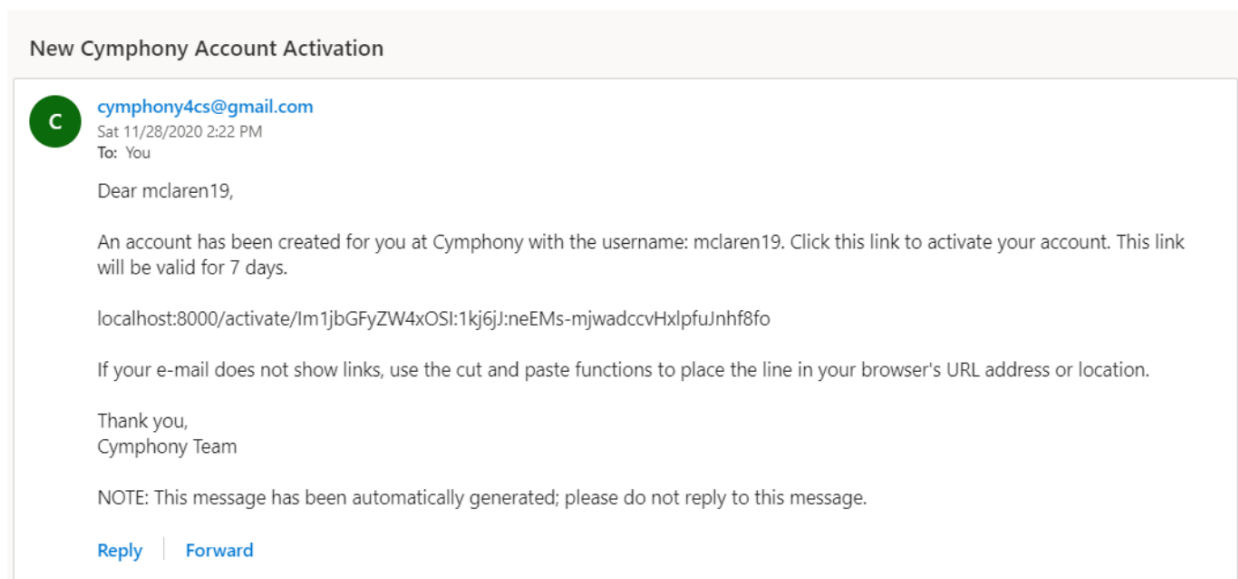 New Cymphony Account Activation
C
cymphony4cs@gmail.com
Sat 11/28/2020 2:22 PM
To: You
Dear mclaren19,
An account has been created for you at Cymphony with the username: mclaren19. Click this link to activate your account. This link
will be valid for 7 days.
localhost:8000/activate/Im1jbGFyZW4xOSI:1kj6jJ:neEMs-mjwadccvHxlpfuJnhf8fo
If your e-mail does not show links, use the cut and paste functions to place the line in your browser's URL address or location.
Thank you,
Cymphony Team
NOTE: This message has been automatically generated; please do not reply to this message.
Reply Forward